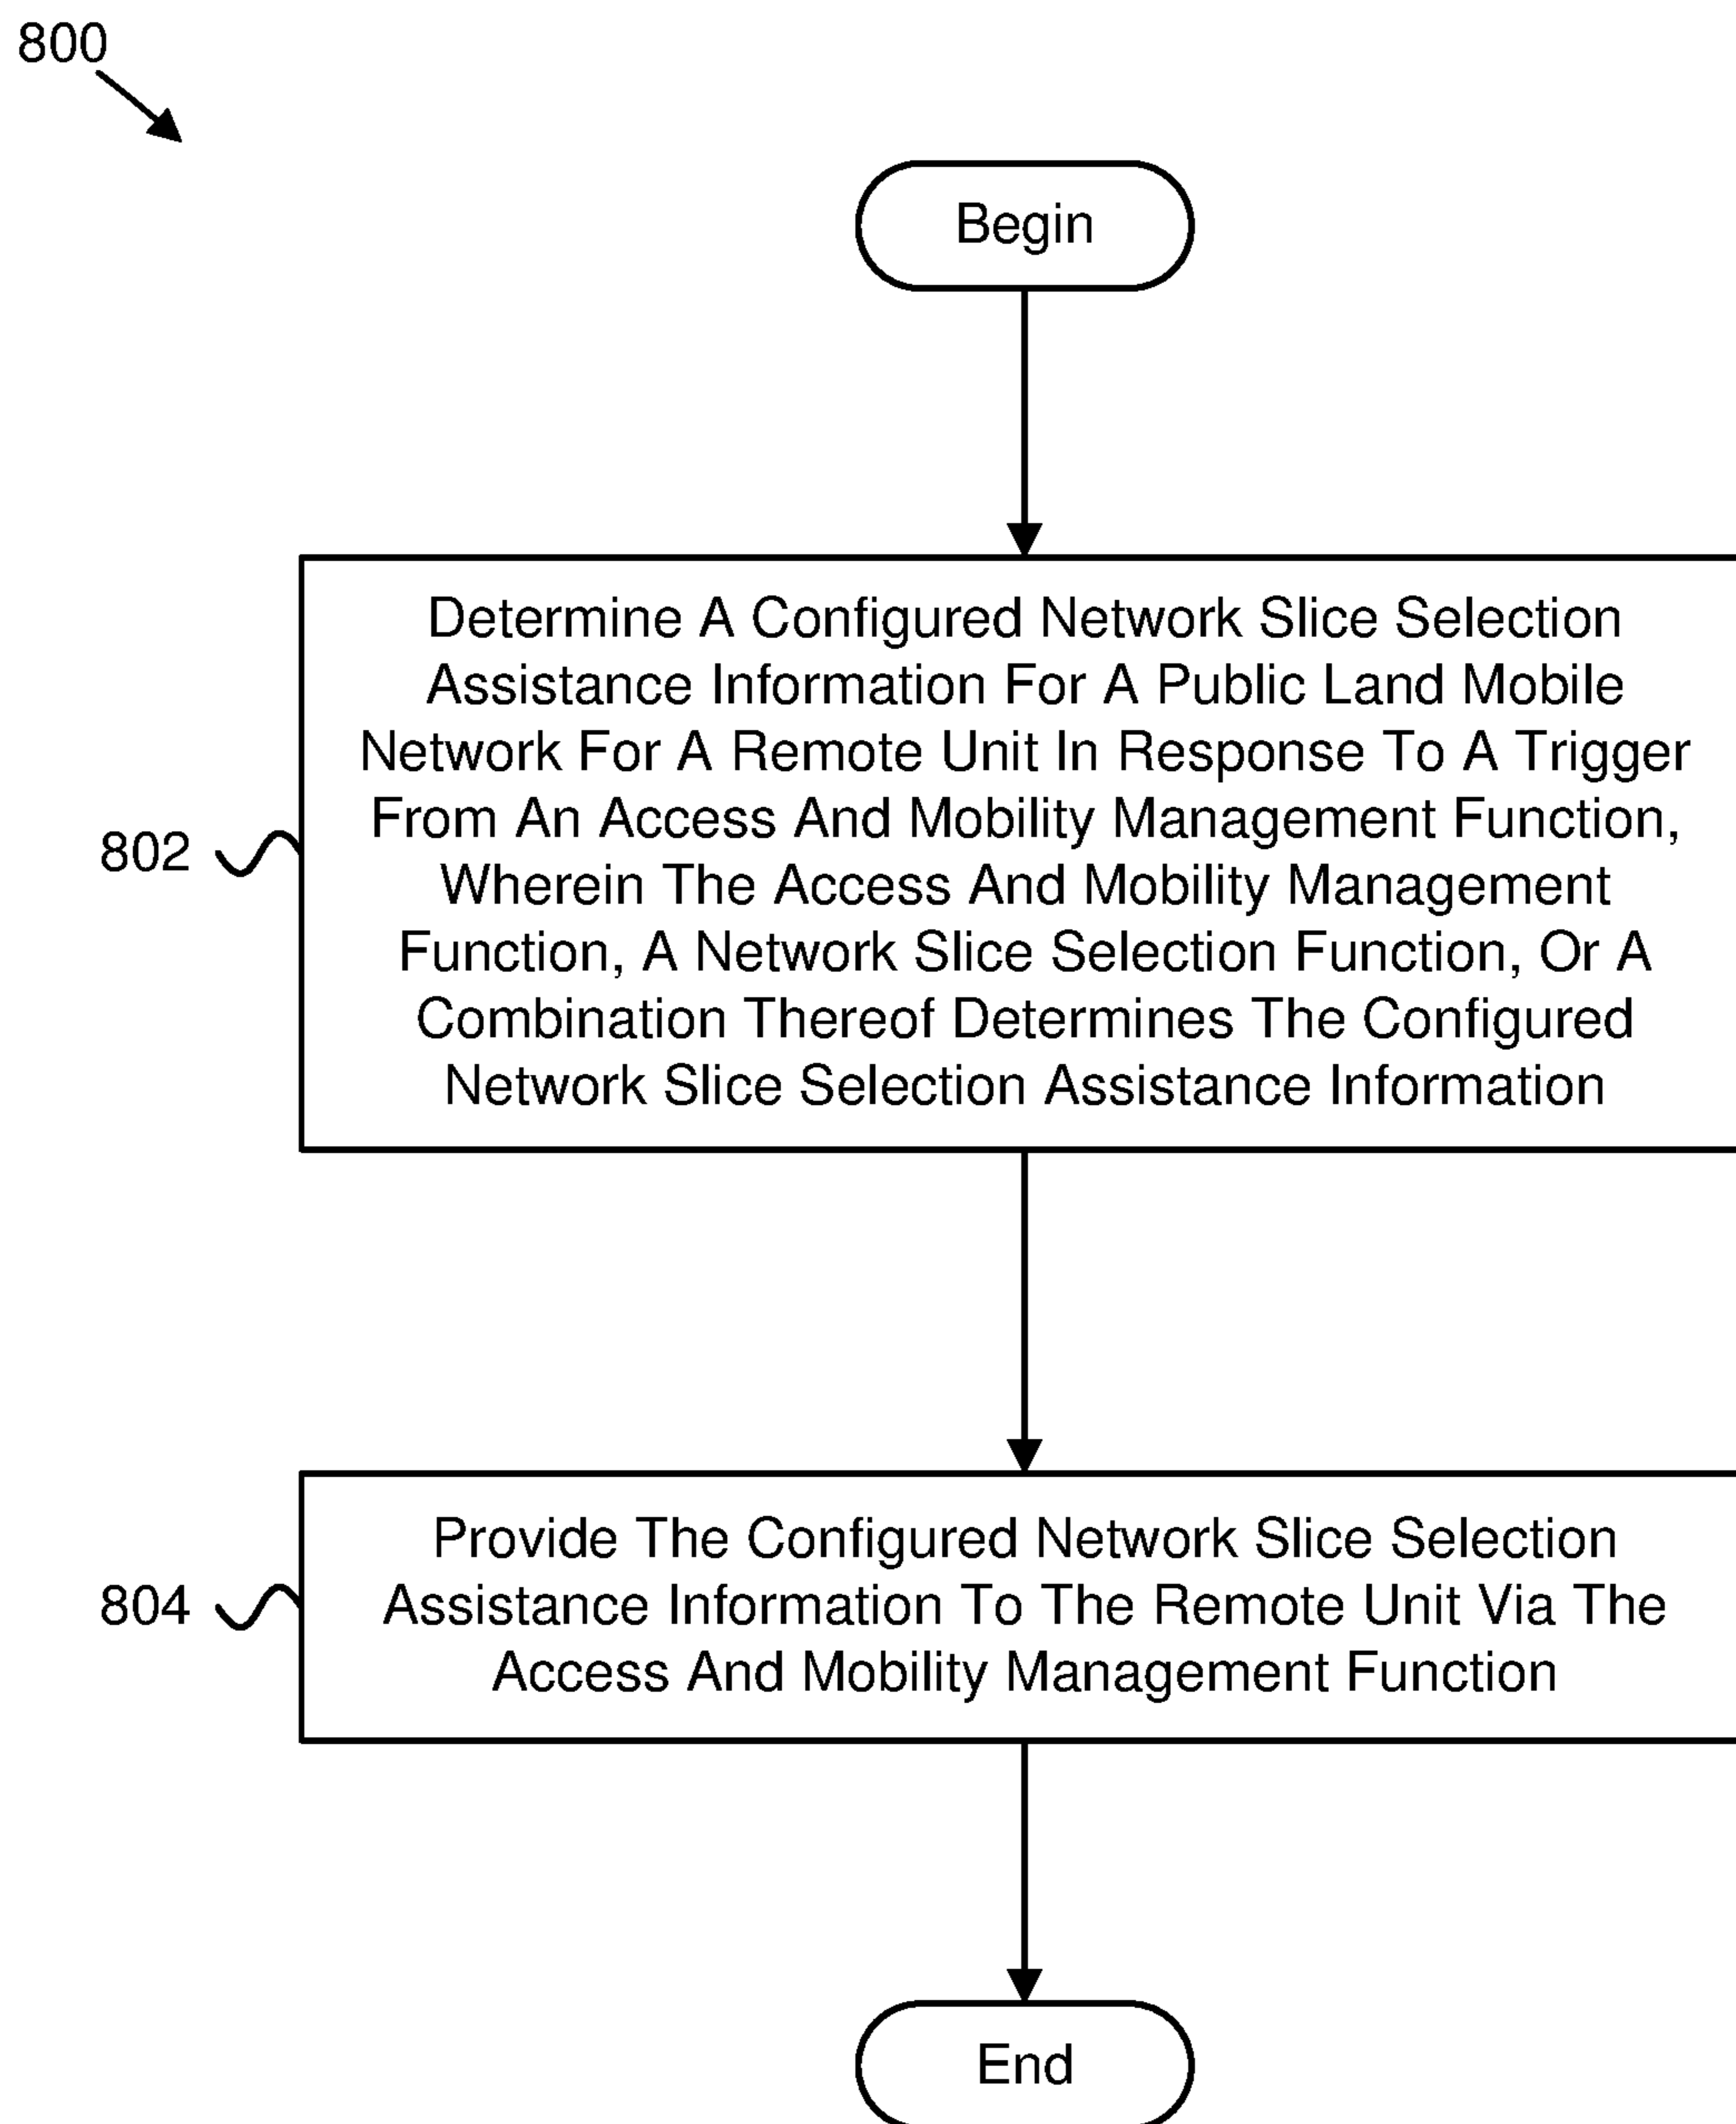 800
Begin
Determine A Configured Network Slice Selection
Assistance Information For A Public Land Mobile
Network For A Remote Unit In Response To A Trigger
From An Access And Mobility Management Function,
Wherein The Access And Mobility Management
Function, A Network Slice Selection Function, Or A
Combination Thereof Determines The Configured
Network Slice Selection Assistance Information
802
Provide The Configured Network Slice Selection
Assistance Information To The Remote Unit Via The
Access And Mobility Management Function
804
End